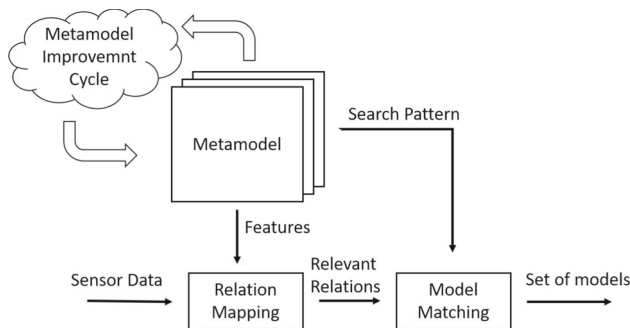 Metamodel
Improvemnt
Cycle
Search Pattern
Metamodel
Features
Sensor Data
Relation
Mapping
Relevant
Relations
Model
Matching
Set of models